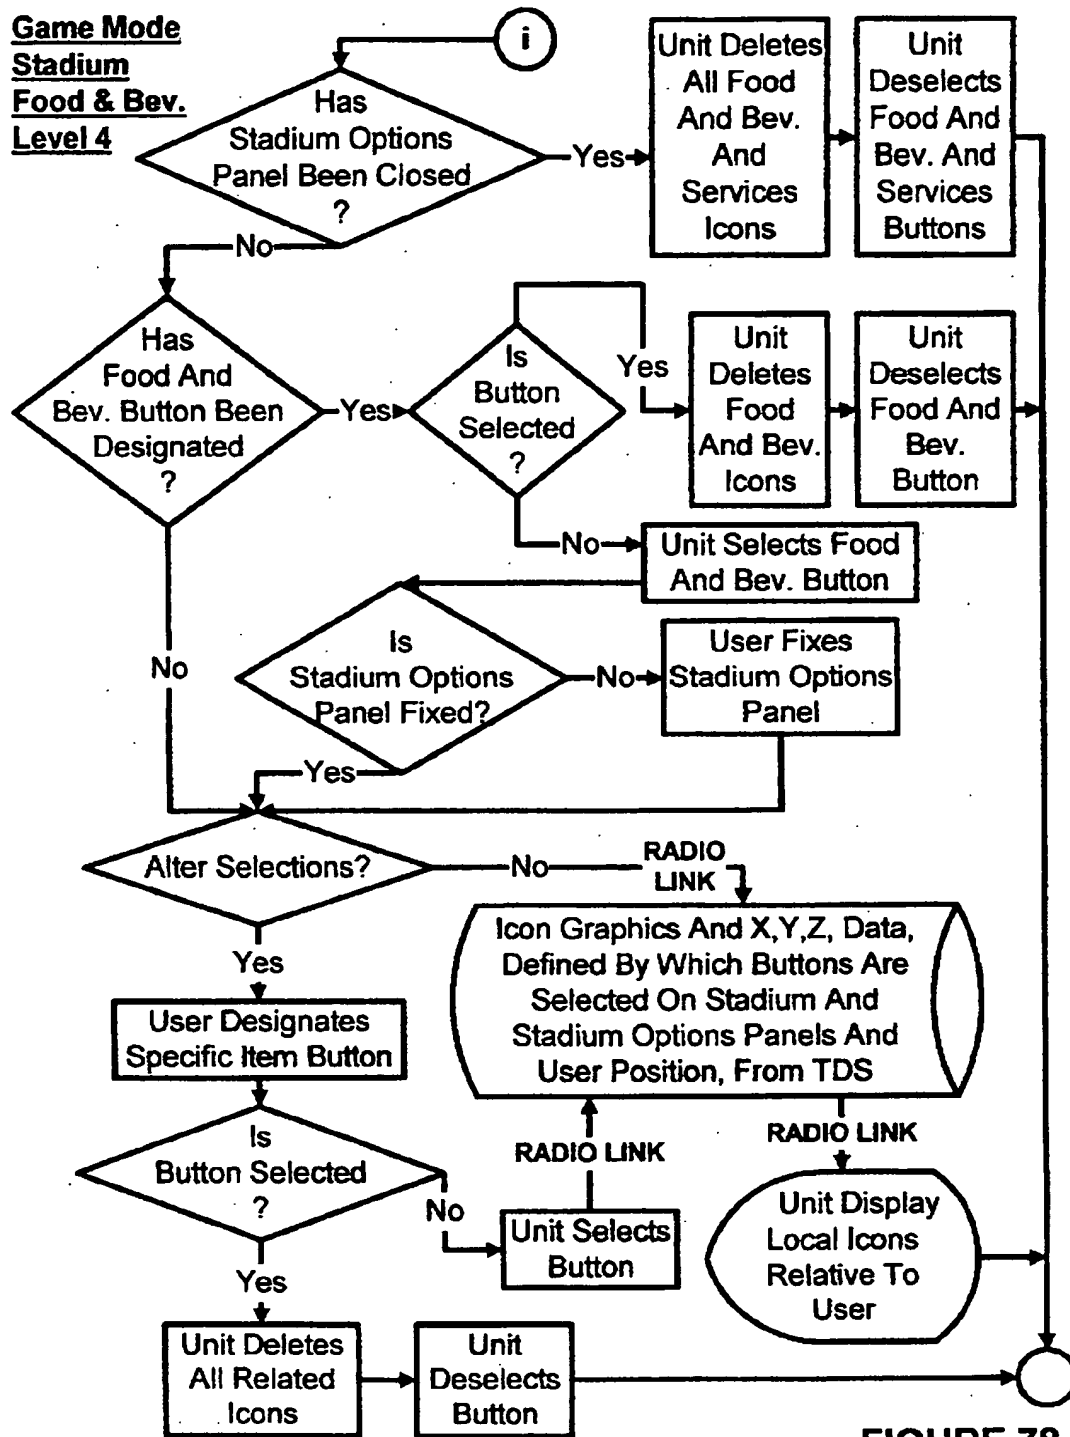 Game Mode
Stadium
Food & Bev.
Level 4
i
Has
Stadium Options
Panel Been Closed
?
Yes
Unit Deletes
All Food
And Bev.
And
Services
Icons
Unit
Deselects
Food And
Bev. And
Services
Buttons
No
Has
Food And
Bev. Button Been
Designated
?
Yes
Is
Button
Selected
?
Yes
Unit
Deletes
Food
And Bev.
Icons
Unit
Deselects
Food And
Bev.
Button
No
Unit Selects Food
And Bev. Button
No
Is
Stadium Options
Panel Fixed?
No
User Fixes
Stadium Options
Panel
Yes
Alter Selections?
No
RADIO
LINK
Icon Graphics And X,Y,Z, Data,
Defined By Which Buttons Are
Selected On Stadium And
Stadium Options Panels And
User Position, From TDS
Yes
User Designates
Specific Item Button
Is
Button Selected
?
No
Unit Selects
Button
RADIO LINK
RADIO LINK
Unit Display
Local Icons
Relative To
User
Yes
Unit Deletes
All Related
Icons
Unit
Deselects
Button
FIGURE 78